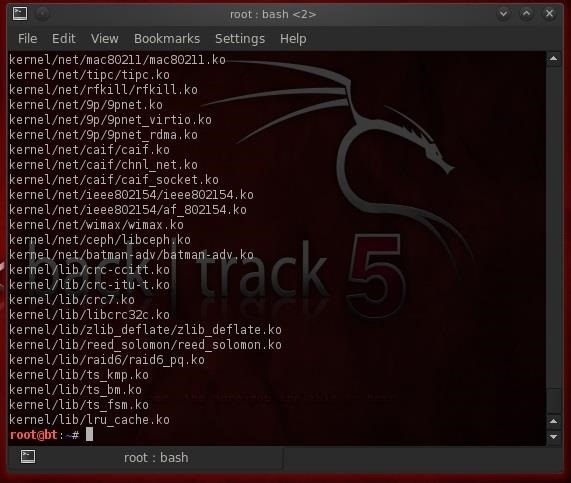 root : bash <2>
File Edit View Bookmarks Settings Help
kernel/net/mac80211/mac80211.ko
kernel/net/tipc/tipc.ko
kernel/net/rfkill/rfkill.ko
kernel/net/9p/9pnet.ko
kernel/net/9p/9pnet_virtio.ko
kernel/net/9p/9pnet_rdma.ko
kernel/net/caif/caif.ko
kernel/net/caif/chnl_net.ko
kernel/net/caif/caif_socket.ko
kernel/net/ieee802154/ieee802154.ko
kernel/net/ieee802154/af_802154.ko
kernel/net/wimax/wimax.ko
kernel/net/ceph/libceph.ko
kernel/net/batman-adv/batman-adv.ko
kernel/lib/crc-ccitt.ko
kernel/lib/crc-itu-t.ko
kernel/lib/crc7.ko
kernel/lib/libcrc32c.ko
kernel/lib/zlib_deflate/zlib_deflate.ko
kernel/lib/reed_solomon/reed_solomon.ko
kernel/lib/raid6/raid6_pq.ko
kernel/lib/ts_kmp.ko
kernel/lib/ts_bm.ko
kernel/lib/ts_fsm.ko
kernel/lib/lru_cache.ko
root@bt:~#
back | track 5
root : bash